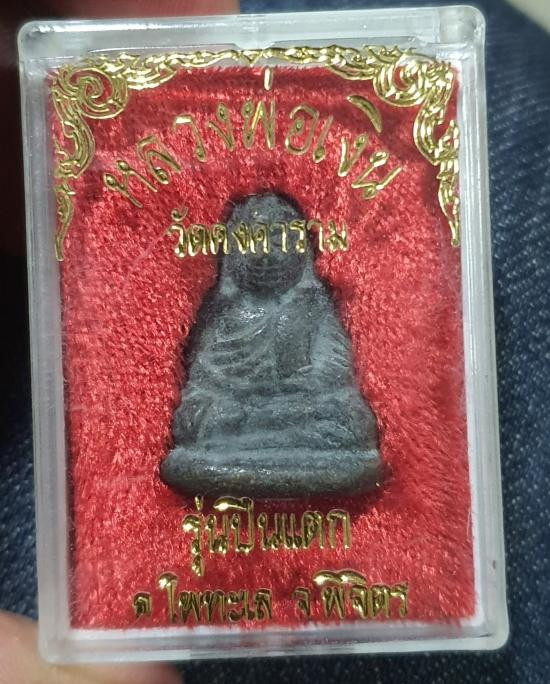 หลวงพ่อเงิน
วัดคงคาราม
รุ่นปืนแตก
ต โพทะเล จ พิจิตร